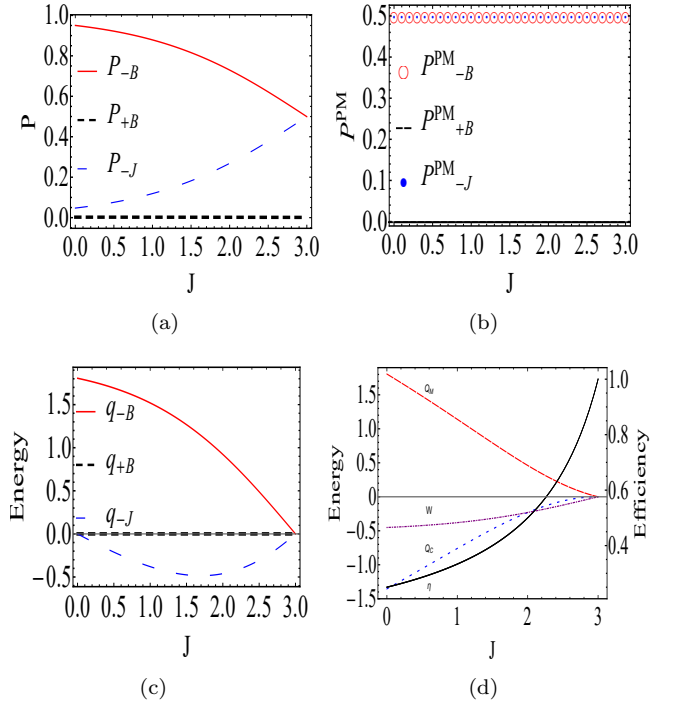 1.0
0.8
0.6
0.4
0.2
0.0
P
P_{-B}
P_{+B}
P_{-J}
0.0 0.5 1.0 1.5 2.0 2.5 3.0
J
(a)
0.5
0.4
0.3
0.2
0.1
0.0
P^{PM}
P^{PM}_{-B}
P^{PM}_{+B}
P^{PM}_{-J}
0.0 0.5 1.0 1.5 2.0 2.5 3.0
J
(b)
1.5
1.0
0.5
0.0
−0.5
Energy
q_{-B}
q_{+B}
q_{-J}
0.0 0.5 1.0 1.5 2.0 2.5 3.0
J
(c)
1.5
1.0
0.5
0
−0.5
−1.0
−1.5
Energy
Q_M
W
Q_C
η
1.0
0.8
0.6
0.4
Efficiency
0 1 2 3
J
(d)